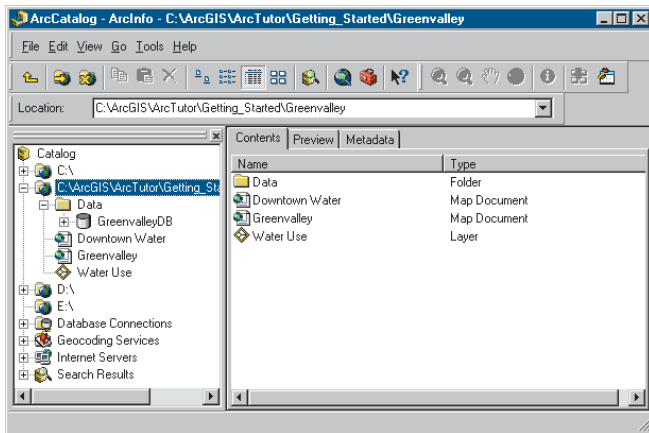 ArcCatalog - ArcInfo - C:\ArcGIS\ArcTutor\Getting_Started\Greenvalley
File Edit View Go Tools Help
Location: C:\ArcGIS\ArcTutor\Getting_Started\Greenvalley
Contents Preview Metadata
Name Type
Data Folder
Downtown Water Map Document
Greenvalley Map Document
Water Use Layer
Catalog
C:\
C:\ArcGIS\ArcTutor\Getting_Sta
Data
GreenvalleyDB
Downtown Water
Greenvalley
Water Use
D:\
E:\
Database Connections
Geocoding Services
Internet Servers
Search Results